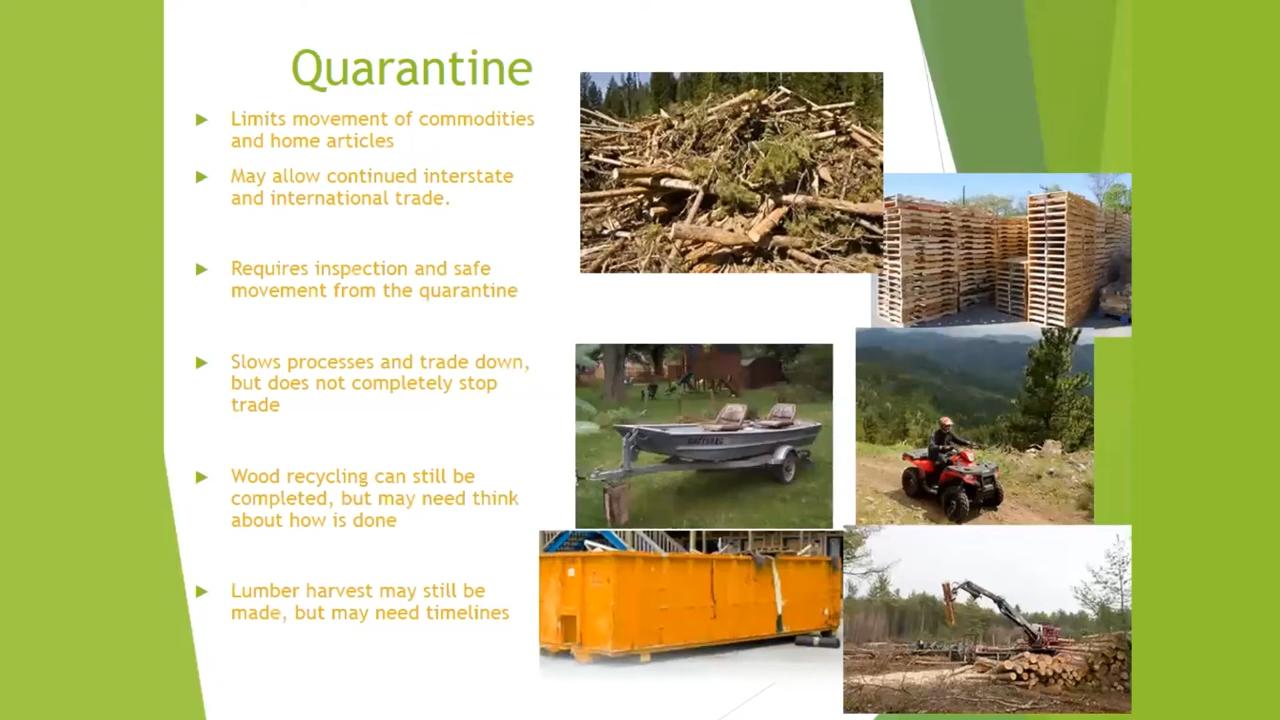 Quarantine
Limits movement of commodities
and home articles
May allow continued interstate
and international trade.
Requires inspection and safe
movement from the quarantine
Slows processes and trade down,
but does not completely stop
trade
Wood recycling can still be
completed, but may need think
about how is done
Lumber harvest may still be
made, but may need timelines